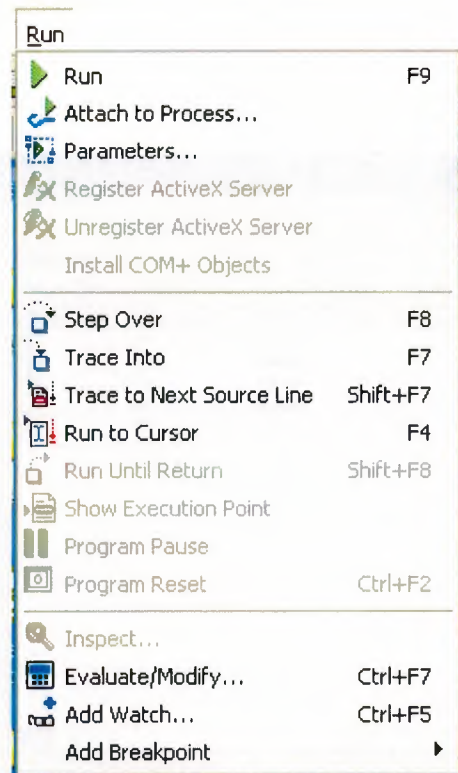 Run
Run F9
Attach to Process...
Parameters...
Register ActiveX Server
Unregister ActiveX Server
Install COM+ Objects
Step Over F8
Trace Into F7
Trace to Next Source Line Shift+F7
Run to Cursor F4
Run Until Return Shift+F8
Show Execution Point
Program Pause
Program Reset Ctrl+F2
Inspect...
Evaluate/Modify... Ctrl+F7
Add Watch... Ctrl+F5
Add Breakpoint